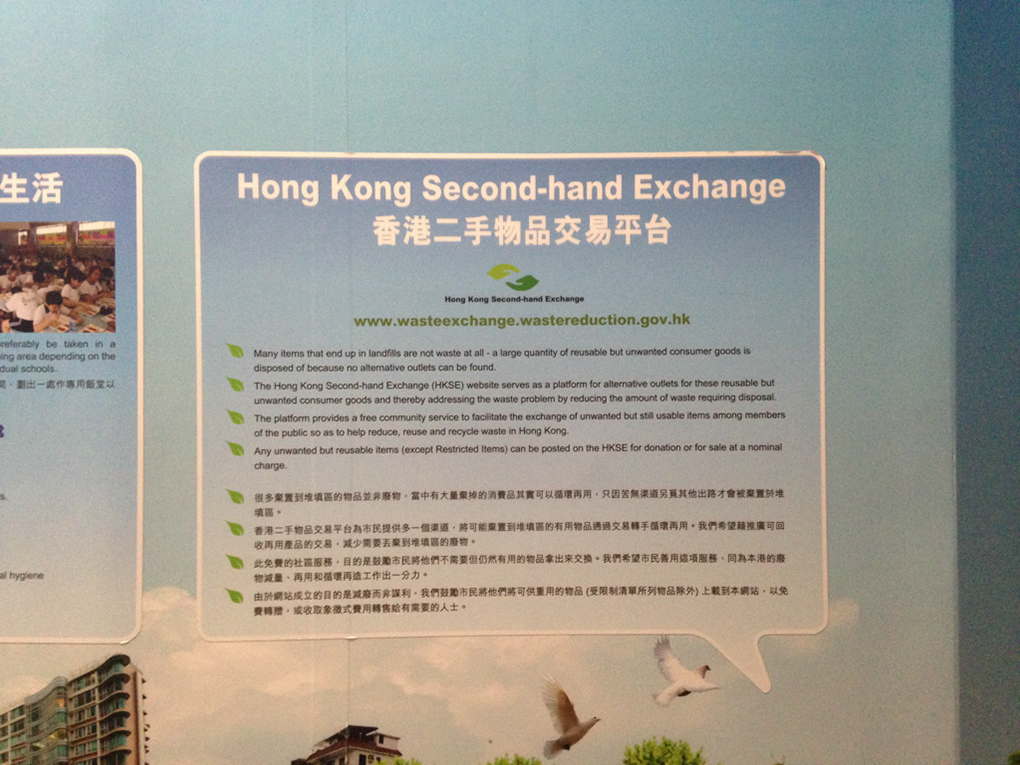 生活
referably be taken in a
ing area depending on the
dual schools.
劃出一處作專用飯堂以
s.
al hygiene
Hong Kong Second-hand Exchange
香港二手物品交易平台
Hong Kong Second-hand Exchange
www.wasteexchange.wastereduction.gov.hk
Many items that end up in landfills are not waste at all - a large quantity of reusable but unwanted consumer goods is
disposed of because no alternative outlets can be found.
The Hong Kong Second-hand Exchange (HKSE) website serves as a platform for alternative outlets for these reusable but
unwanted consumer goods and thereby addressing the waste problem by reducing the amount of waste requiring disposal.
The platform provides a free community service to facilitate the exchange of unwanted but still usable items among members
of the public so as to help reduce, reuse and recycle waste in Hong Kong.
Any unwanted but reusable items (except Restricted Items) can be posted on the HKSE for donation or for sale at a nominal
charge.
很多棄置到堆填區的物品並非廢物，當中有大量棄掉的消費品其實可以循環再用，只因苦無渠道另覓其他出路才會被棄置於堆
填區。
香港二手物品交易平台為市民提供多一個渠道，將可能棄置到堆填區的有用物品通過交易轉手循環再用。我們希望藉推廣可回
收再用產品的交易，減少需要丟棄到堆填區的廢物。
此免費的社區服務，目的是鼓勵市民將他們不需要但仍然有用的物品拿出來交換。我們希望市民善用這項服務，同為本港的廢
物減量、再用和循環再造工作出一分力。
由於網站成立的目的是減廢而非謀利，我們鼓勵市民將他們將可供重用的物品 (受限制清單所列物品除外) 上載到本網站，以免
費轉贈，或收取象徵式費用轉售給有需要的人士。